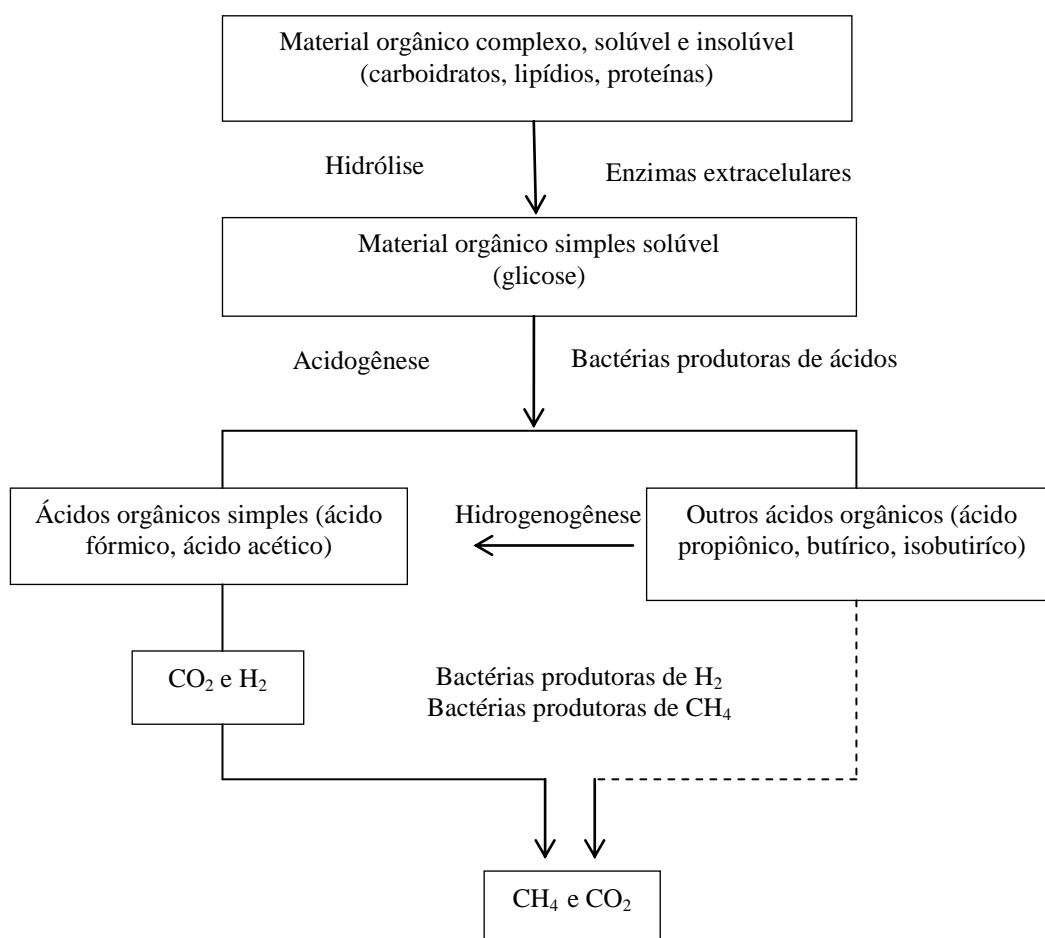 Material orgânico complexo, solúvel e insolúvel
(carboidratos, lipídios, proteínas)
Hidrólise
Enzimas extracelulares
Material orgânico simples solúvel
(glicose)
Acidogênese
Bactérias produtoras de ácidos
Ácidos orgânicos simples (ácido
fórmico, ácido acético)
Hidrogenogênese
Outros ácidos orgânicos (ácido
propiônico, butírico, isobutiríco)
CO₂ e H₂
Bactérias produtoras de H₂
Bactérias produtoras de CH₄
CH₄ e CO₂